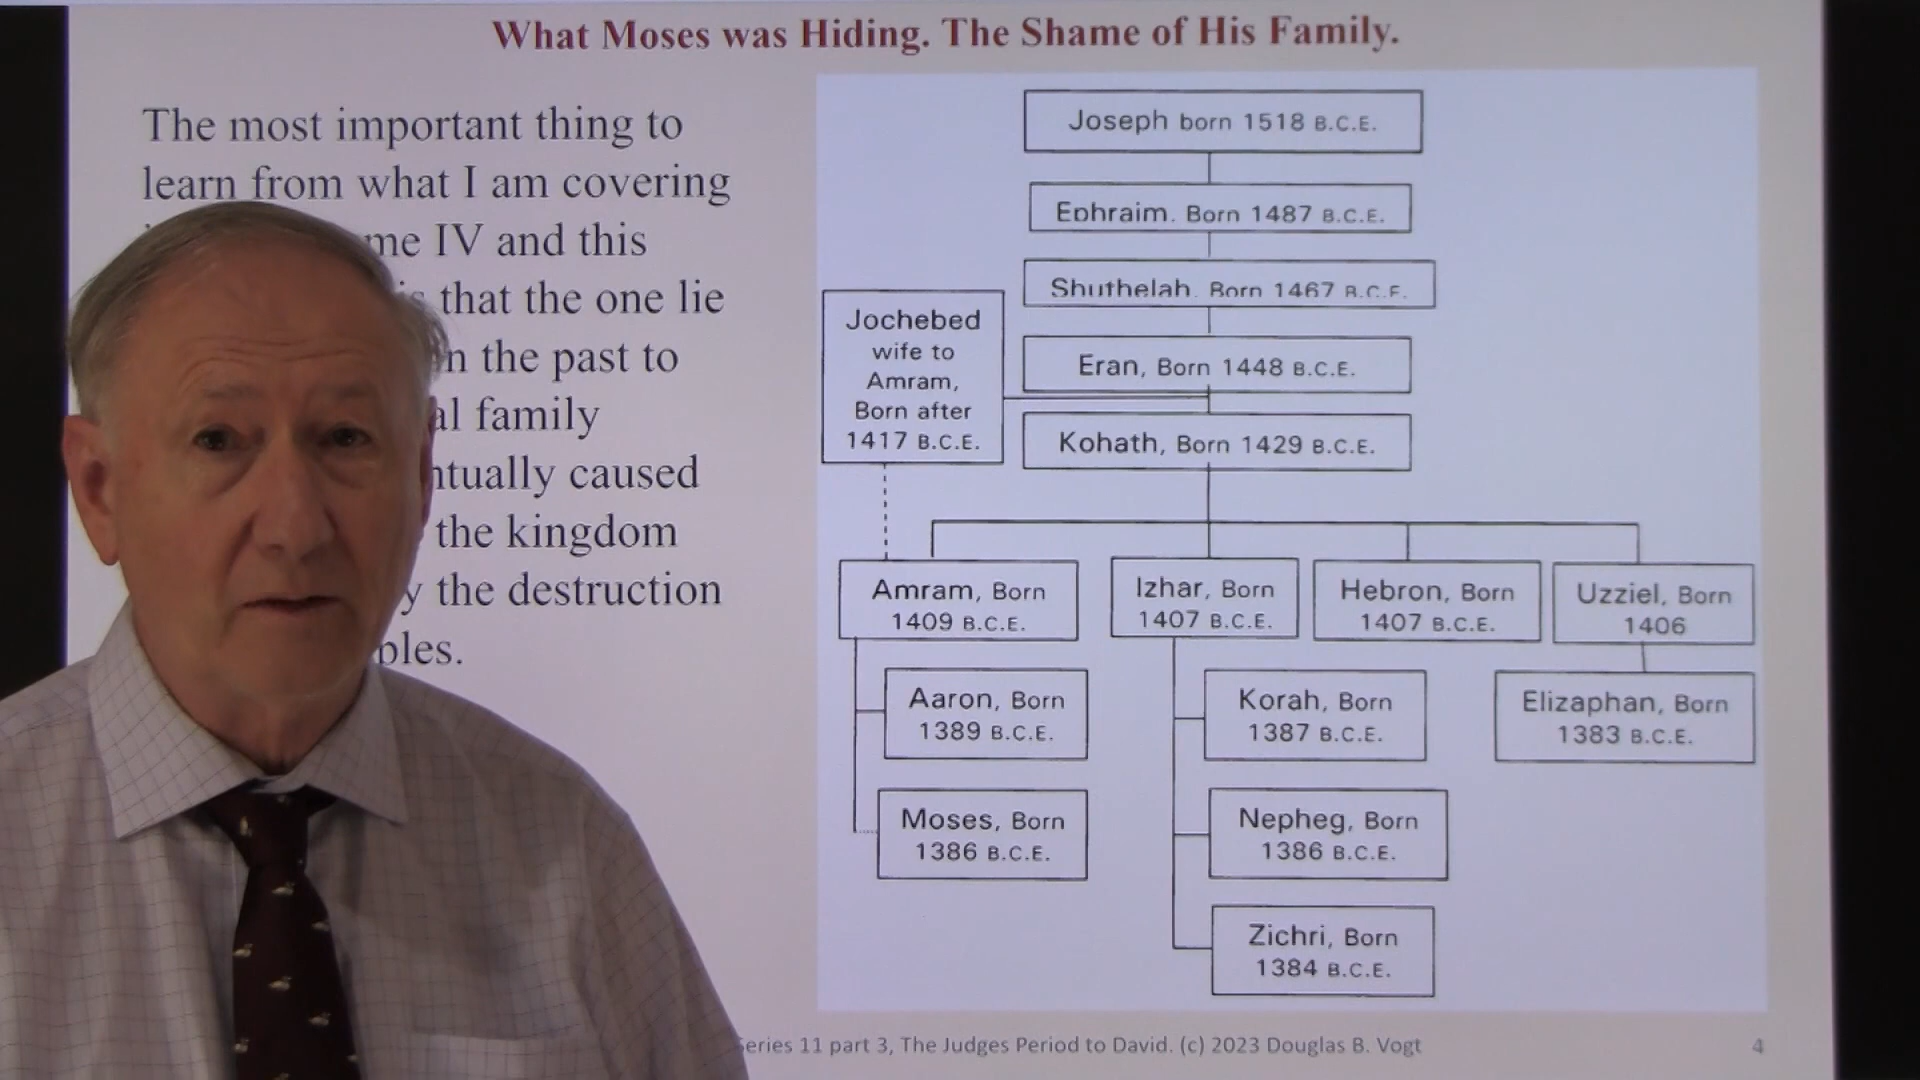 What Moses was Hiding. The Shame of His Family.
The most important thing to
learn from what I am covering
me IV and this
that the one lie
n the past to
al family
ntually caused
the kingdom
y the destruction
ples.
Joseph born 1518 B.C.E.
Ephraim. Born 1487 B.C.E.
Shuthelah. Born 1467 B.C.E.
Eran, Born 1448 B.C.E.
Jochebed
wife to
Amram,
Born after
1417 B.C.E.
Kohath, Born 1429 B.C.E.
Amram, Born
1409 B.C.E.
Izhar, Born
1407 B.C.E.
Hebron, Born
1407 B.C.E.
Uzziel, Born
1406
Aaron, Born
1389 B.C.E.
Korah, Born
1387 B.C.E.
Elizaphan, Born
1383 B.C.E.
Moses, Born
1386 B.C.E.
Nepheg, Born
1386 B.C.E.
Zichri, Born
1384 B.C.E.
Series 11 part 3, The Judges Period to David. (c) 2023 Douglas B. Vogt
4